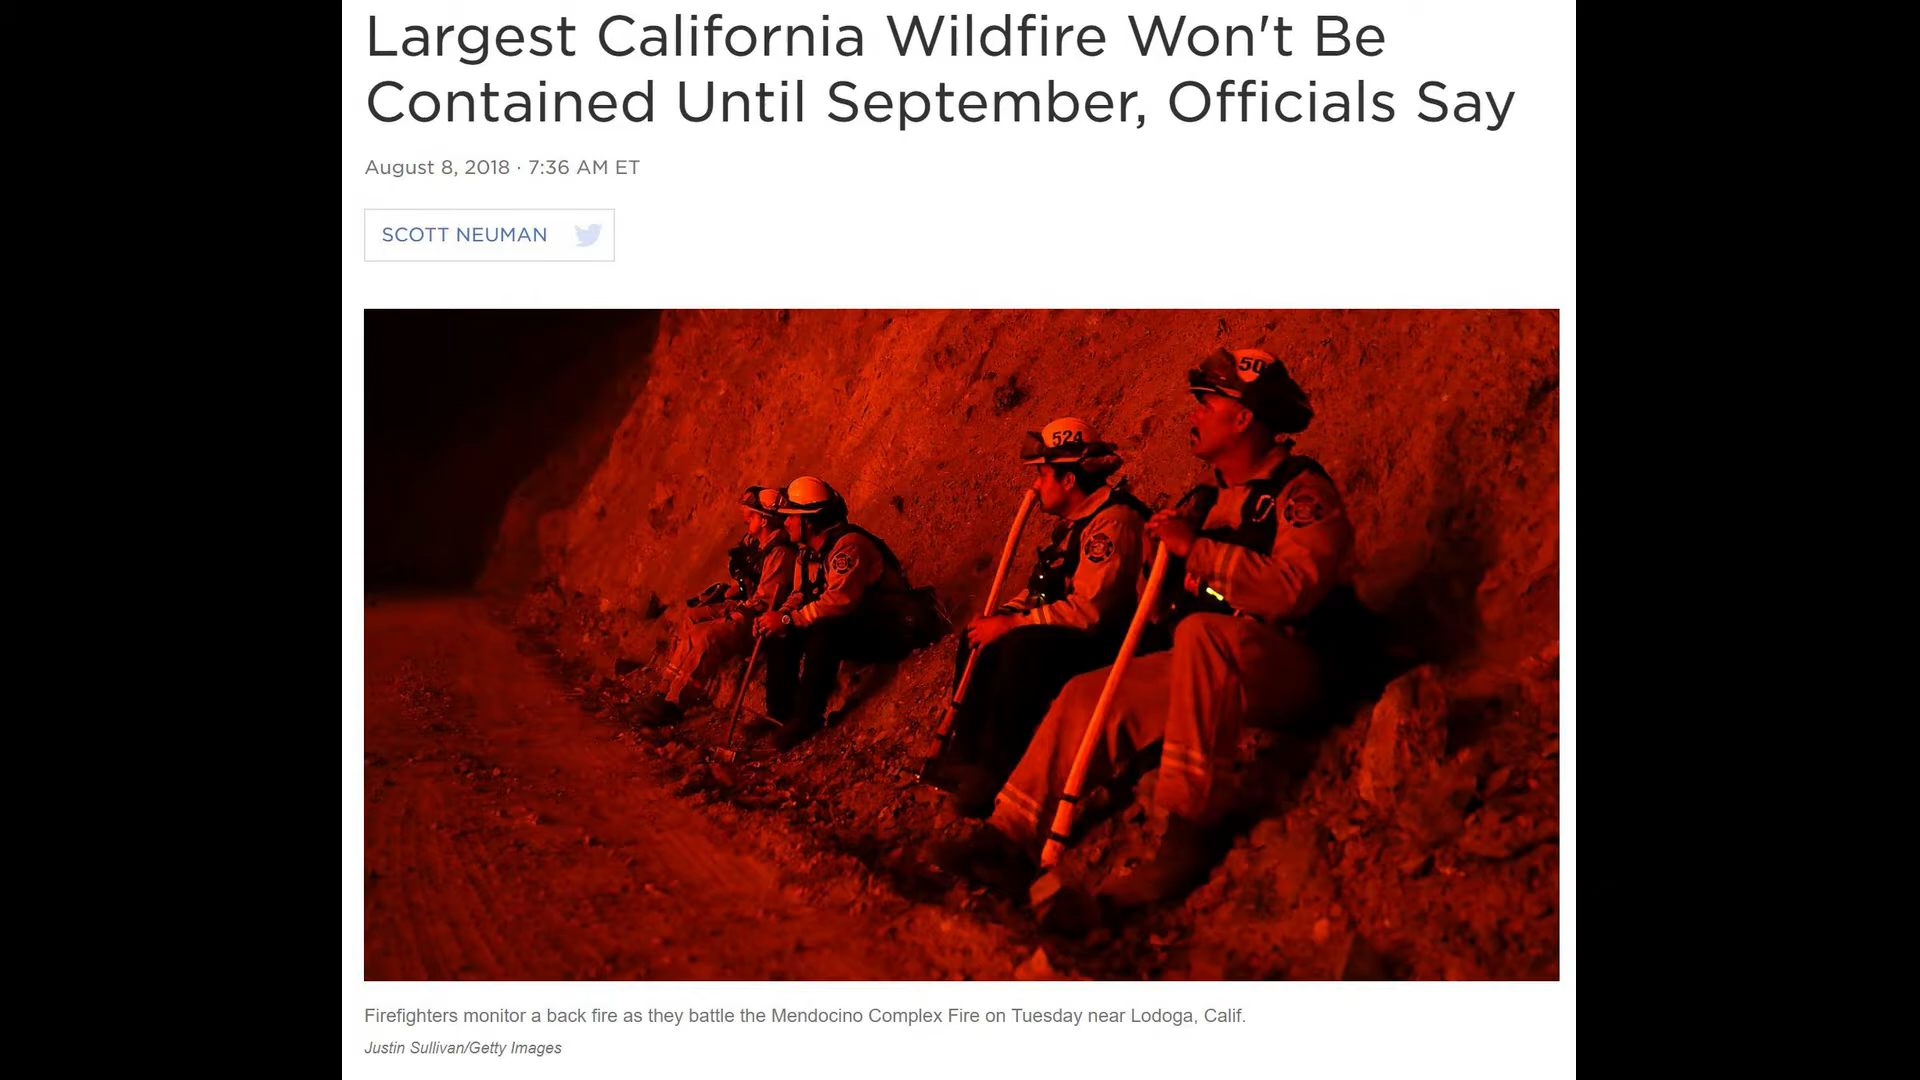 Largest California Wildfire Won't Be
Contained Until September, Officials Say
August 8, 2018 · 7:36 AM ET
SCOTT NEUMAN
50
524
Firefighters monitor a back fire as they battle the Mendocino Complex Fire on Tuesday near Lodoga, Calif.
Justin Sullivan/Getty Images